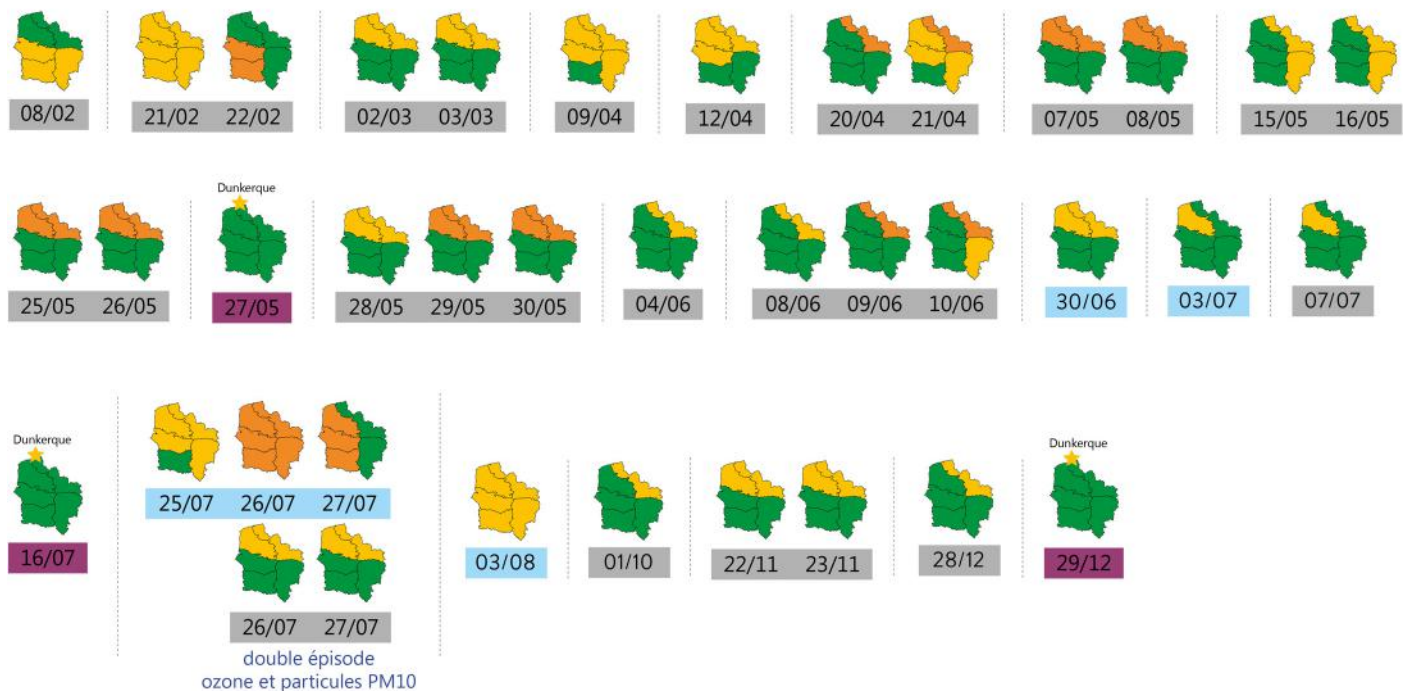 08/02 21/02 22/02 02/03 03/03 09/04 12/04 20/04 21/04 07/05 08/05 15/05 16/05
Dunkerque
25/05 26/05 27/05 28/05 29/05 30/05 04/06 08/06 09/06 10/06 30/06 03/07 07/07
Dunkerque
16/07
25/07 26/07 27/07
26/07 27/07
double épisode
ozone et particules PM10
03/08 01/10 22/11 23/11 28/12
Dunkerque
29/12